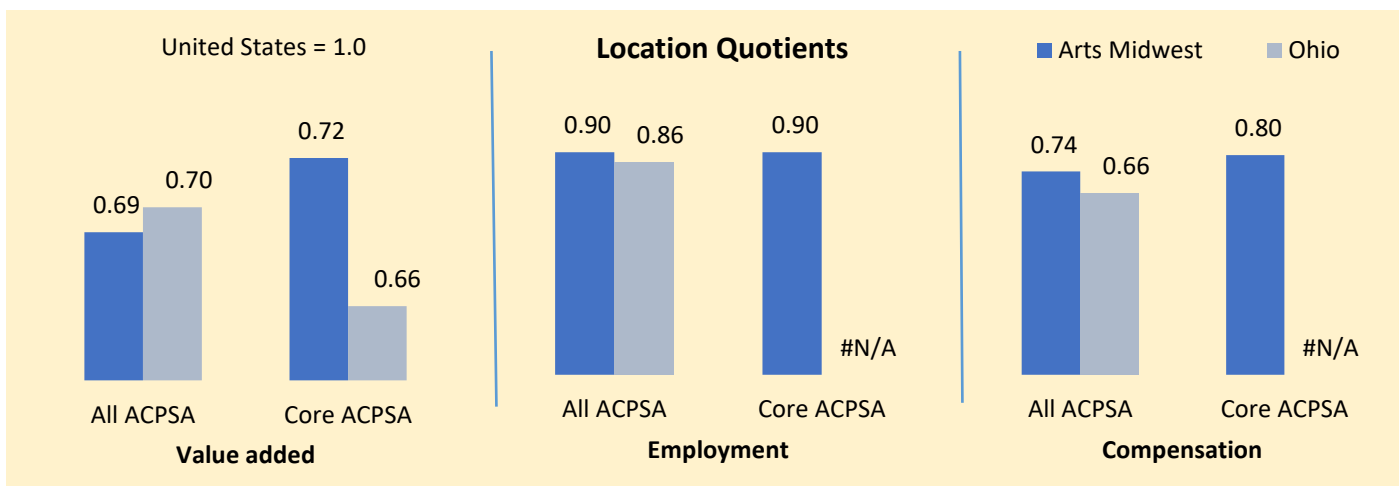 United States = 1.0
Location Quotients
Arts Midwest
Ohio
0.69
0.70
0.72
0.66
All ACPSA
Core ACPSA
Value added
0.90
0.86
0.90
#N/A
All ACPSA
Core ACPSA
Employment
0.74
0.66
0.80
#N/A
All ACPSA
Core ACPSA
Compensation